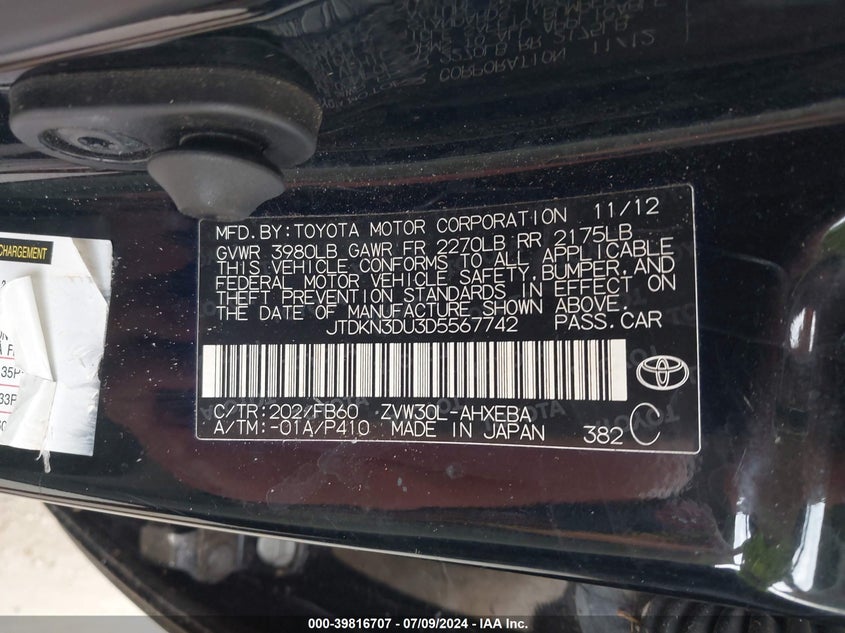 MFD.BY:TOYOTA MOTOR CORPORATION 11/12
GVWR 3980LB GAWR FR 2270LB RR 2175LB
THIS VEHICLE CONFORMS TO ALL APPLICABLE
FEDERAL MOTOR VEHICLE SAFETY,BUMPER,AND
THEFT PREVENTION STANDARDS IN EFFECT ON
THE DATE OF MANUFACTURE SHOWN ABOVE.
JTDKN3DU3D5567742 PASS.CAR
C/TR:202/FB60 ZVW30L-AHXEBA
A/TM:-01A/P410 MADE IN JAPAN 382 C
CHARGEMENT
000-39816707 - 07/09/2024 - IAA Inc.